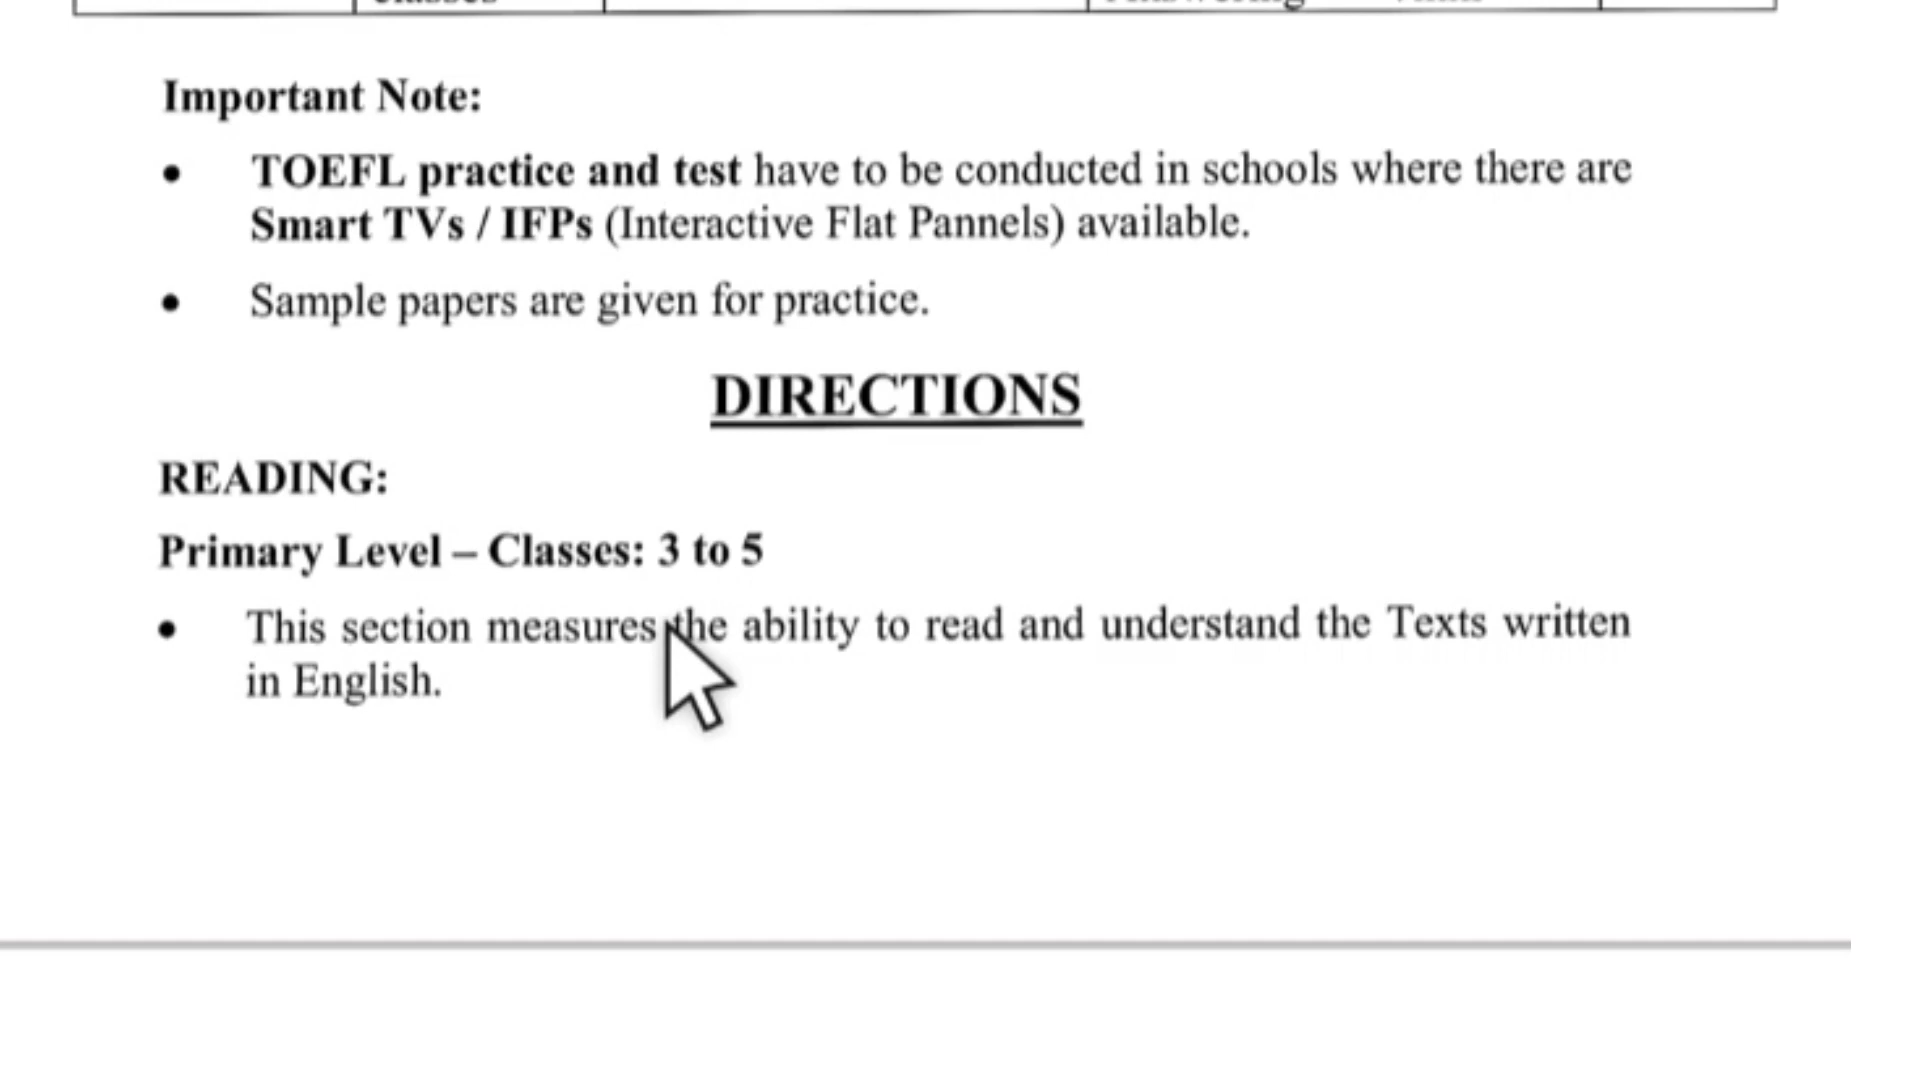 Important Note:
• TOEFL practice and test have to be conducted in schools where there are
Smart TVs / IFPs (Interactive Flat Pannels) available.
• Sample papers are given for practice.
DIRECTIONS
READING:
Primary Level – Classes: 3 to 5
• This section measures the ability to read and understand the Texts written
in English.